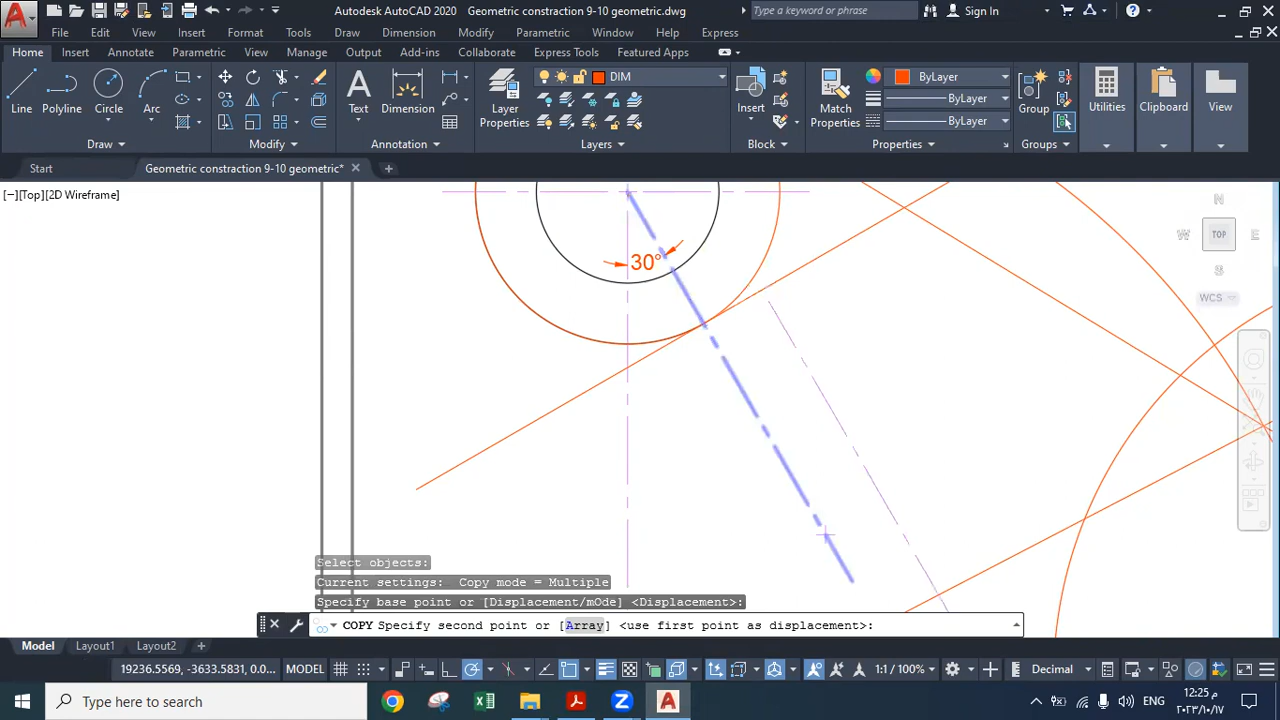 Autodesk AutoCAD 2020 Geometric constraction 9-10 geometric.dwg Type a keyword or phrase Sign In
File Edit View Insert Format Tools Draw Dimension Modify Parametric Window Help Express
Home Insert Annotate Parametric View Manage Output Add-ins Collaborate Express Tools Featured Apps
DIM ByLayer
Line Polyline Circle Arc Text Dimension Layer Properties Insert Match Properties ByLayer Group Utilities Clipboard View
ByLayer
Draw Modify Annotation Layers Block Properties Groups
Start Geometric constraction 9-10 geometric*
[−][Top][2D Wireframe]
N
W TOP E
S
WCS
30°
Select objects:
Current settings: Copy mode = Multiple
Specify base point or [Displacement/mOde] <Displacement>:
COPY Specify second point or [Array] <use first point as displacement>:
Model Layout1 Layout2
19236.5569, -3633.5831, 0.0... MODEL 1:1 / 100% Decimal
Type here to search
ENG
12:25 م
٢٠٢٣/١٠/١٧